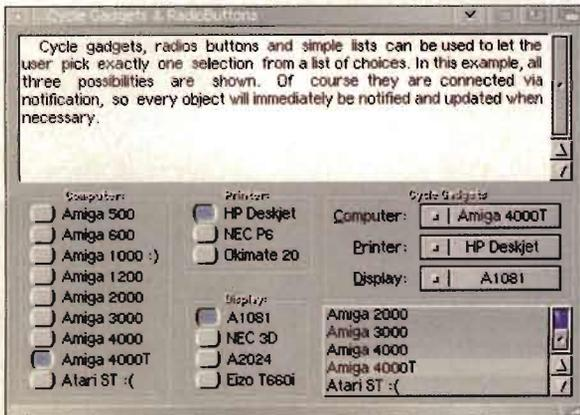 Cycle Gadgets & RadioButtons
Cycle gadgets, radios buttons and simple lists can be used to let the
user pick exactly one selection from a list of choices. In this example, all
three possibilities are shown. Of course they are connected via
notification, so every object will immediately be notified and updated when
necessary.
Computer:
Amiga 500
Amiga 600
Amiga 1000 :)
Amiga 1200
Amiga 2000
Amiga 3000
Amiga 4000
Amiga 4000T
Atari ST :(
Printer:
HP Deskjet
NEC P6
Okimate 20
Display:
A1081
NEC 3D
A2024
Eizo T660i
Cycle Gadgets
Computer: Amiga 4000T
Printer: HP Deskjet
Display: A1081
Amiga 2000
Amiga 3000
Amiga 4000
Amiga 4000T
Atari ST :(